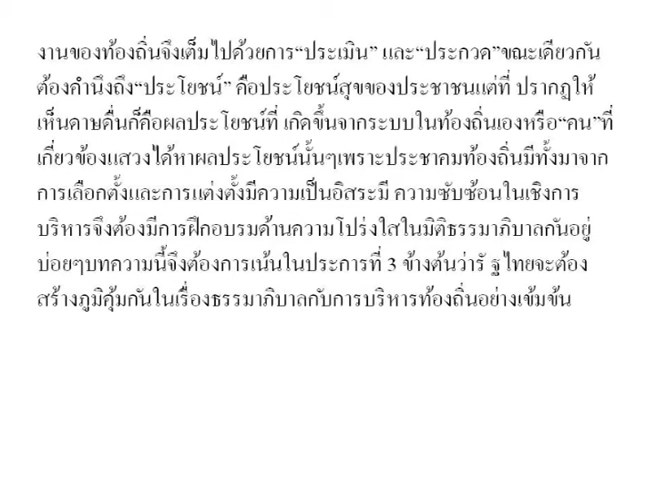 งานของท้องถิ่นจึงเต็มไปด้วยการ“ประเมิน” และ“ประกวด”ขณะเดียวกัน
ต้องคำนึงถึง“ประโยชน์” คือประโยชน์สุขของประชาชนแต่ที่ ปรากฏให้
เห็นดาษดื่นก็คือผลประโยชน์ที่ เกิดขึ้นจากระบบในท้องถิ่นเองหรือ“คน”ที่
เกี่ยวข้องแสวงได้หาผลประโยชน์นั้นๆเพราะประชาคมท้องถิ่นมีทั้งมาจาก
การเลือกตั้งและการแต่งตั้งมีความเป็นอิสระมี ความซับซ้อนในเชิงการ
บริหารจึงต้องมีการฝึกอบรมด้านความโปร่งใสในมิติธรรมาภิบาลกันอยู่
บ่อยๆบทความนี้จึงต้องการเน้นในประการที่ 3 ข้างต้นว่ารั ฐไทยจะต้อง
สร้างภูมิคุ้มกันในเรื่องธรรมาภิบาลกับการบริหารท้องถิ่นอย่างเข้มข้น